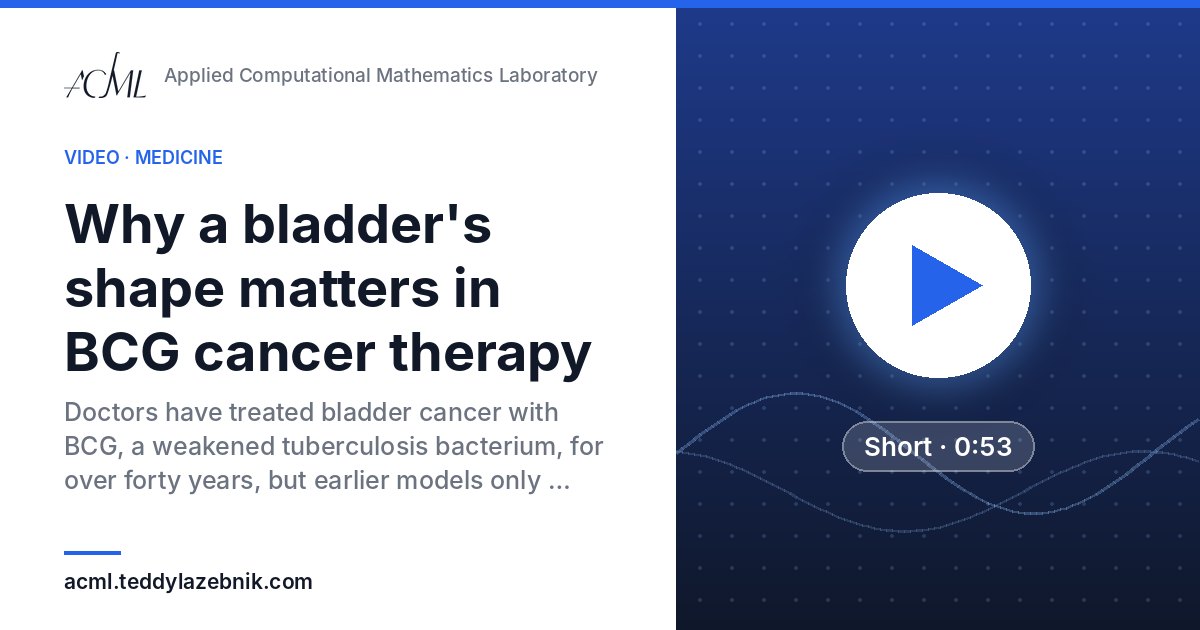 ACML Applied Computational Mathematics Laboratory
VIDEO · MEDICINE
Why a bladder's
shape matters in
BCG cancer therapy
Doctors have treated bladder cancer with
BCG, a weakened tuberculosis bacterium, for
over forty years, but earlier models only ...
acml.teddylazebnik.com
Short · 0:53